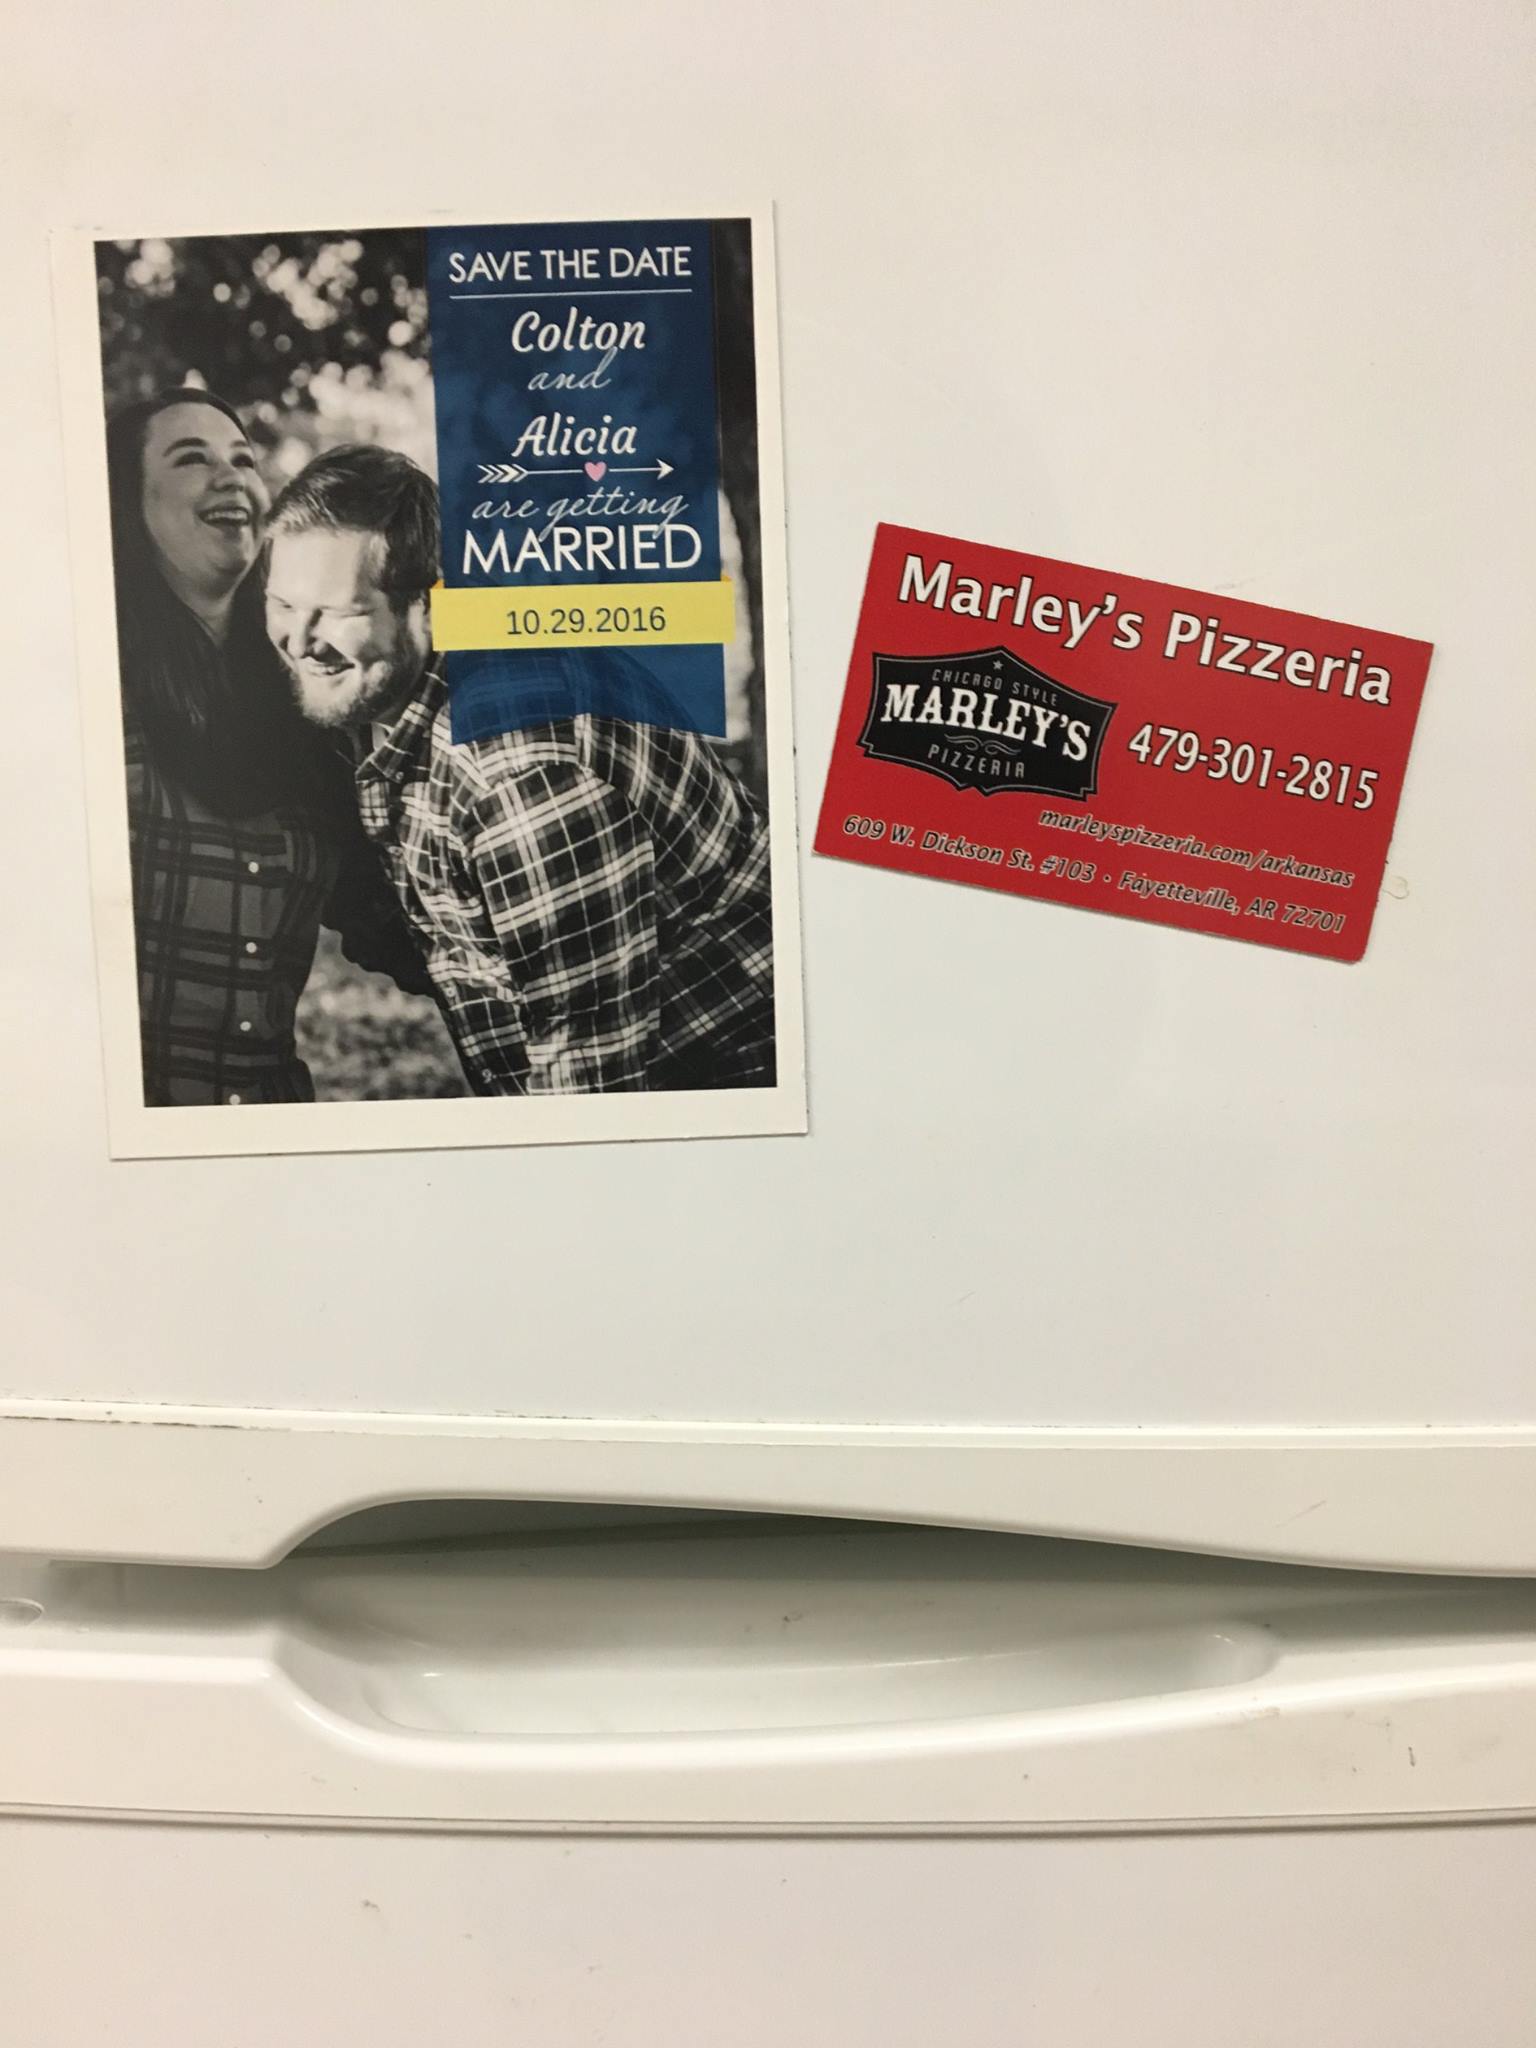 SAVE THE DATE
Colton
and
Alicia
are getting
MARRIED
10.29.2016
Marley's Pizzeria
CHICAGO STYLE
MARLEY'S
PIZZERIA
479-301-2815
marleyspizzeria.com/arkansas
609 W. Dickson St. #103 • Fayetteville, AR 72701